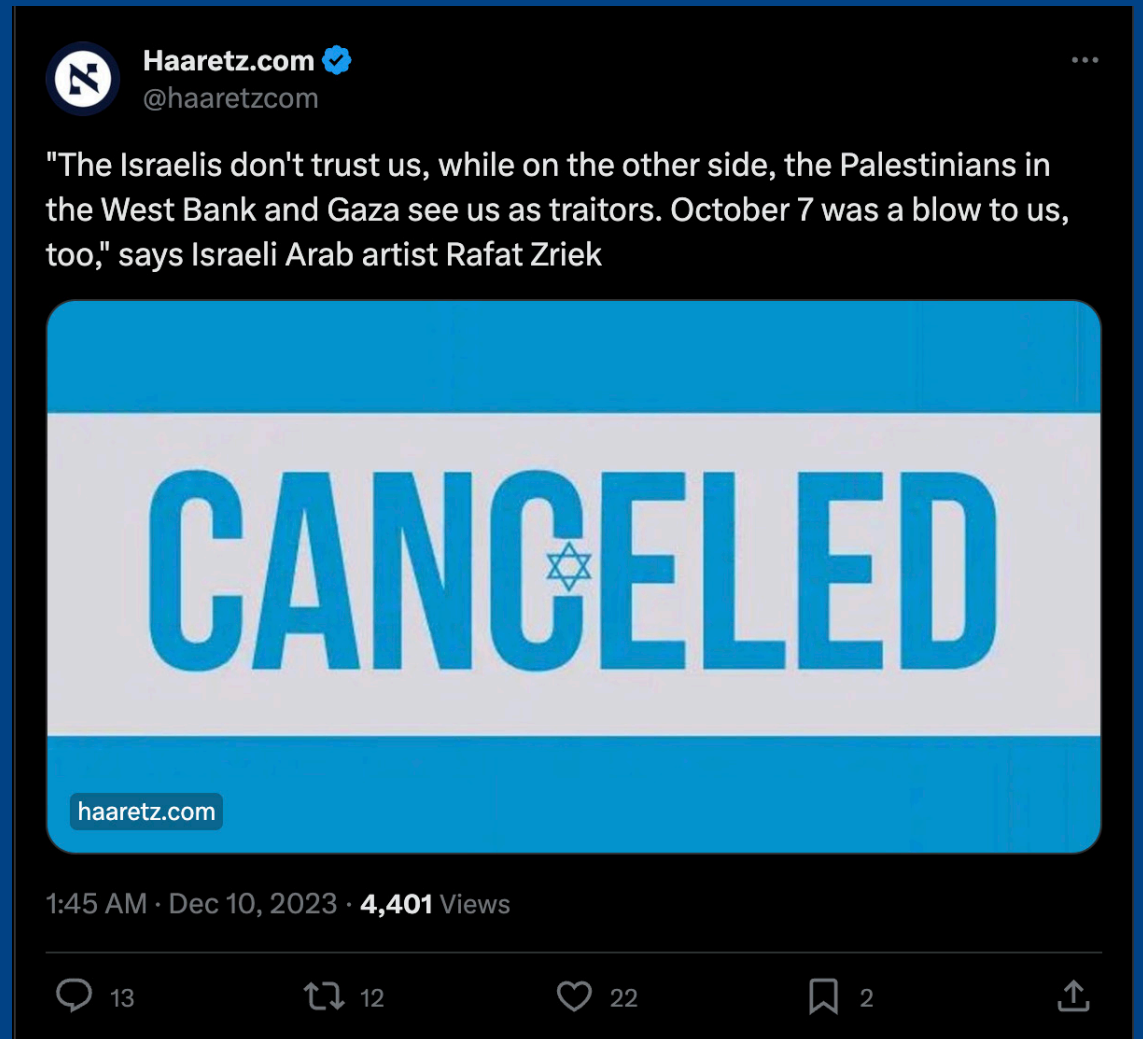 Haaretz.com
@haaretzcom
"The Israelis don't trust us, while on the other side, the Palestinians in
the West Bank and Gaza see us as traitors. October 7 was a blow to us,
too," says Israeli Arab artist Rafat Zriek
CANCELED
haaretz.com
1:45 AM · Dec 10, 2023 · 4,401 Views
13 12 22 2